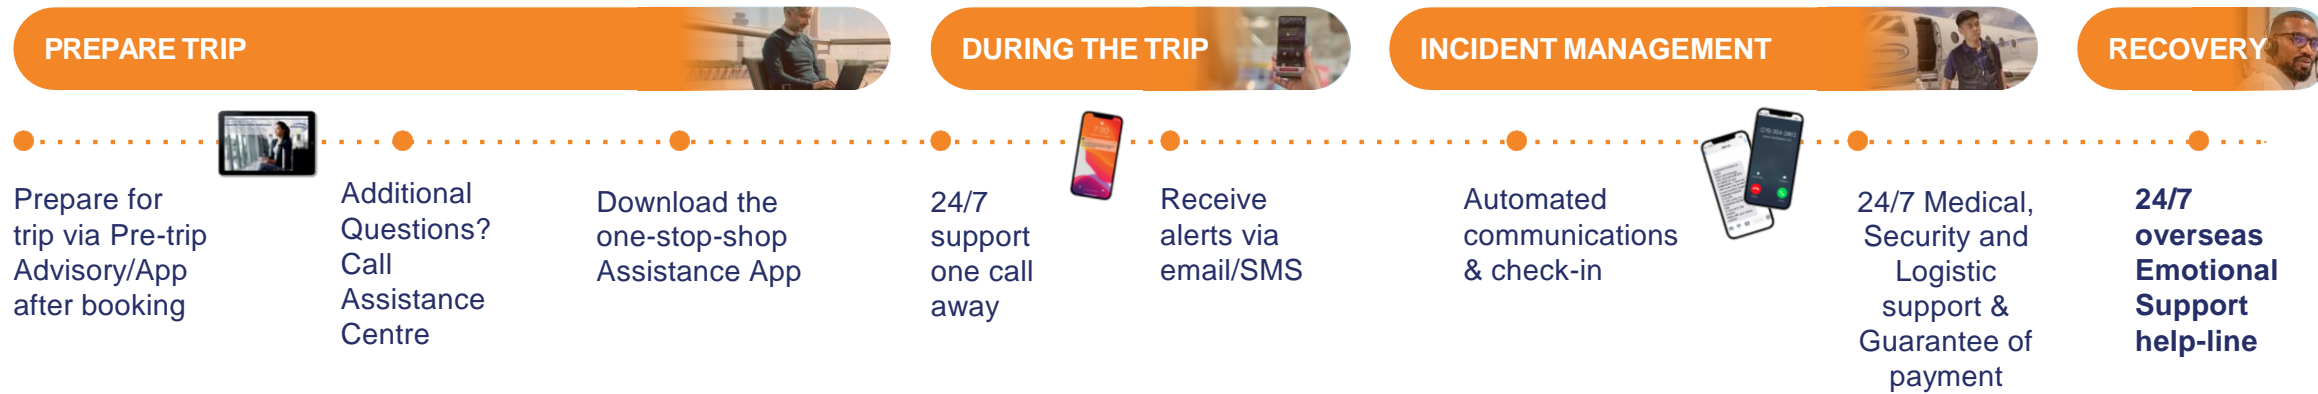 PREPARE TRIP
DURING THE TRIP
INCIDENT MANAGEMENT
RECOVERY
Prepare for
trip via Pre-trip
Advisory/App
after booking
Additional
Questions?
Call
Assistance
Centre
Download the
one-stop-shop
Assistance App
24/7
support
one call
away
7:30
Receive
alerts via
email/SMS
Automated
communications
& check-in
24/7 Medical,
Security and
Logistic
support &
Guarantee of
payment
24/7
overseas
Emotional
Support
help-line